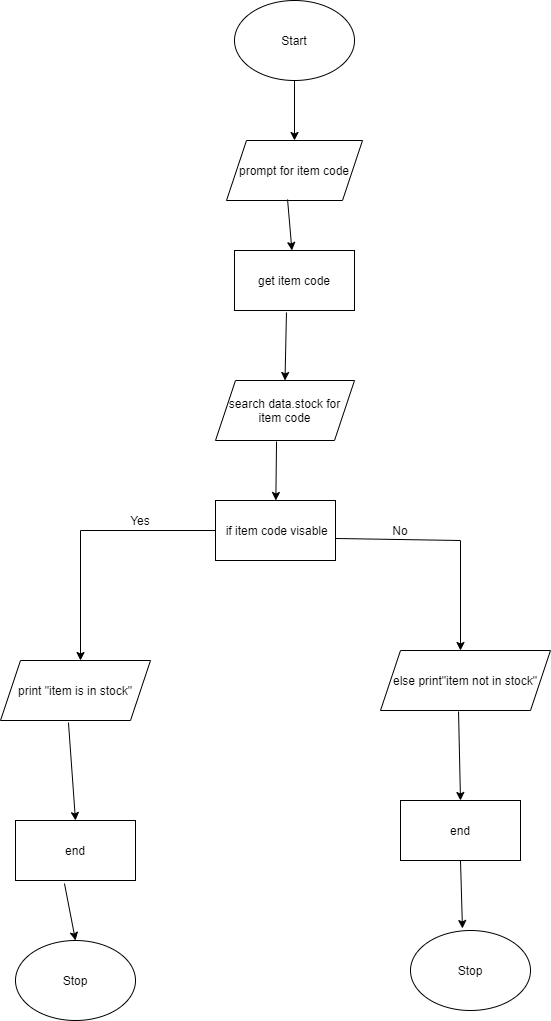 Start
prompt for item code
get item code
search data.stock for
item code
if item code visable
Yes
No
print "item is in stock"
else print"item not in stock"
end
end
Stop
Stop